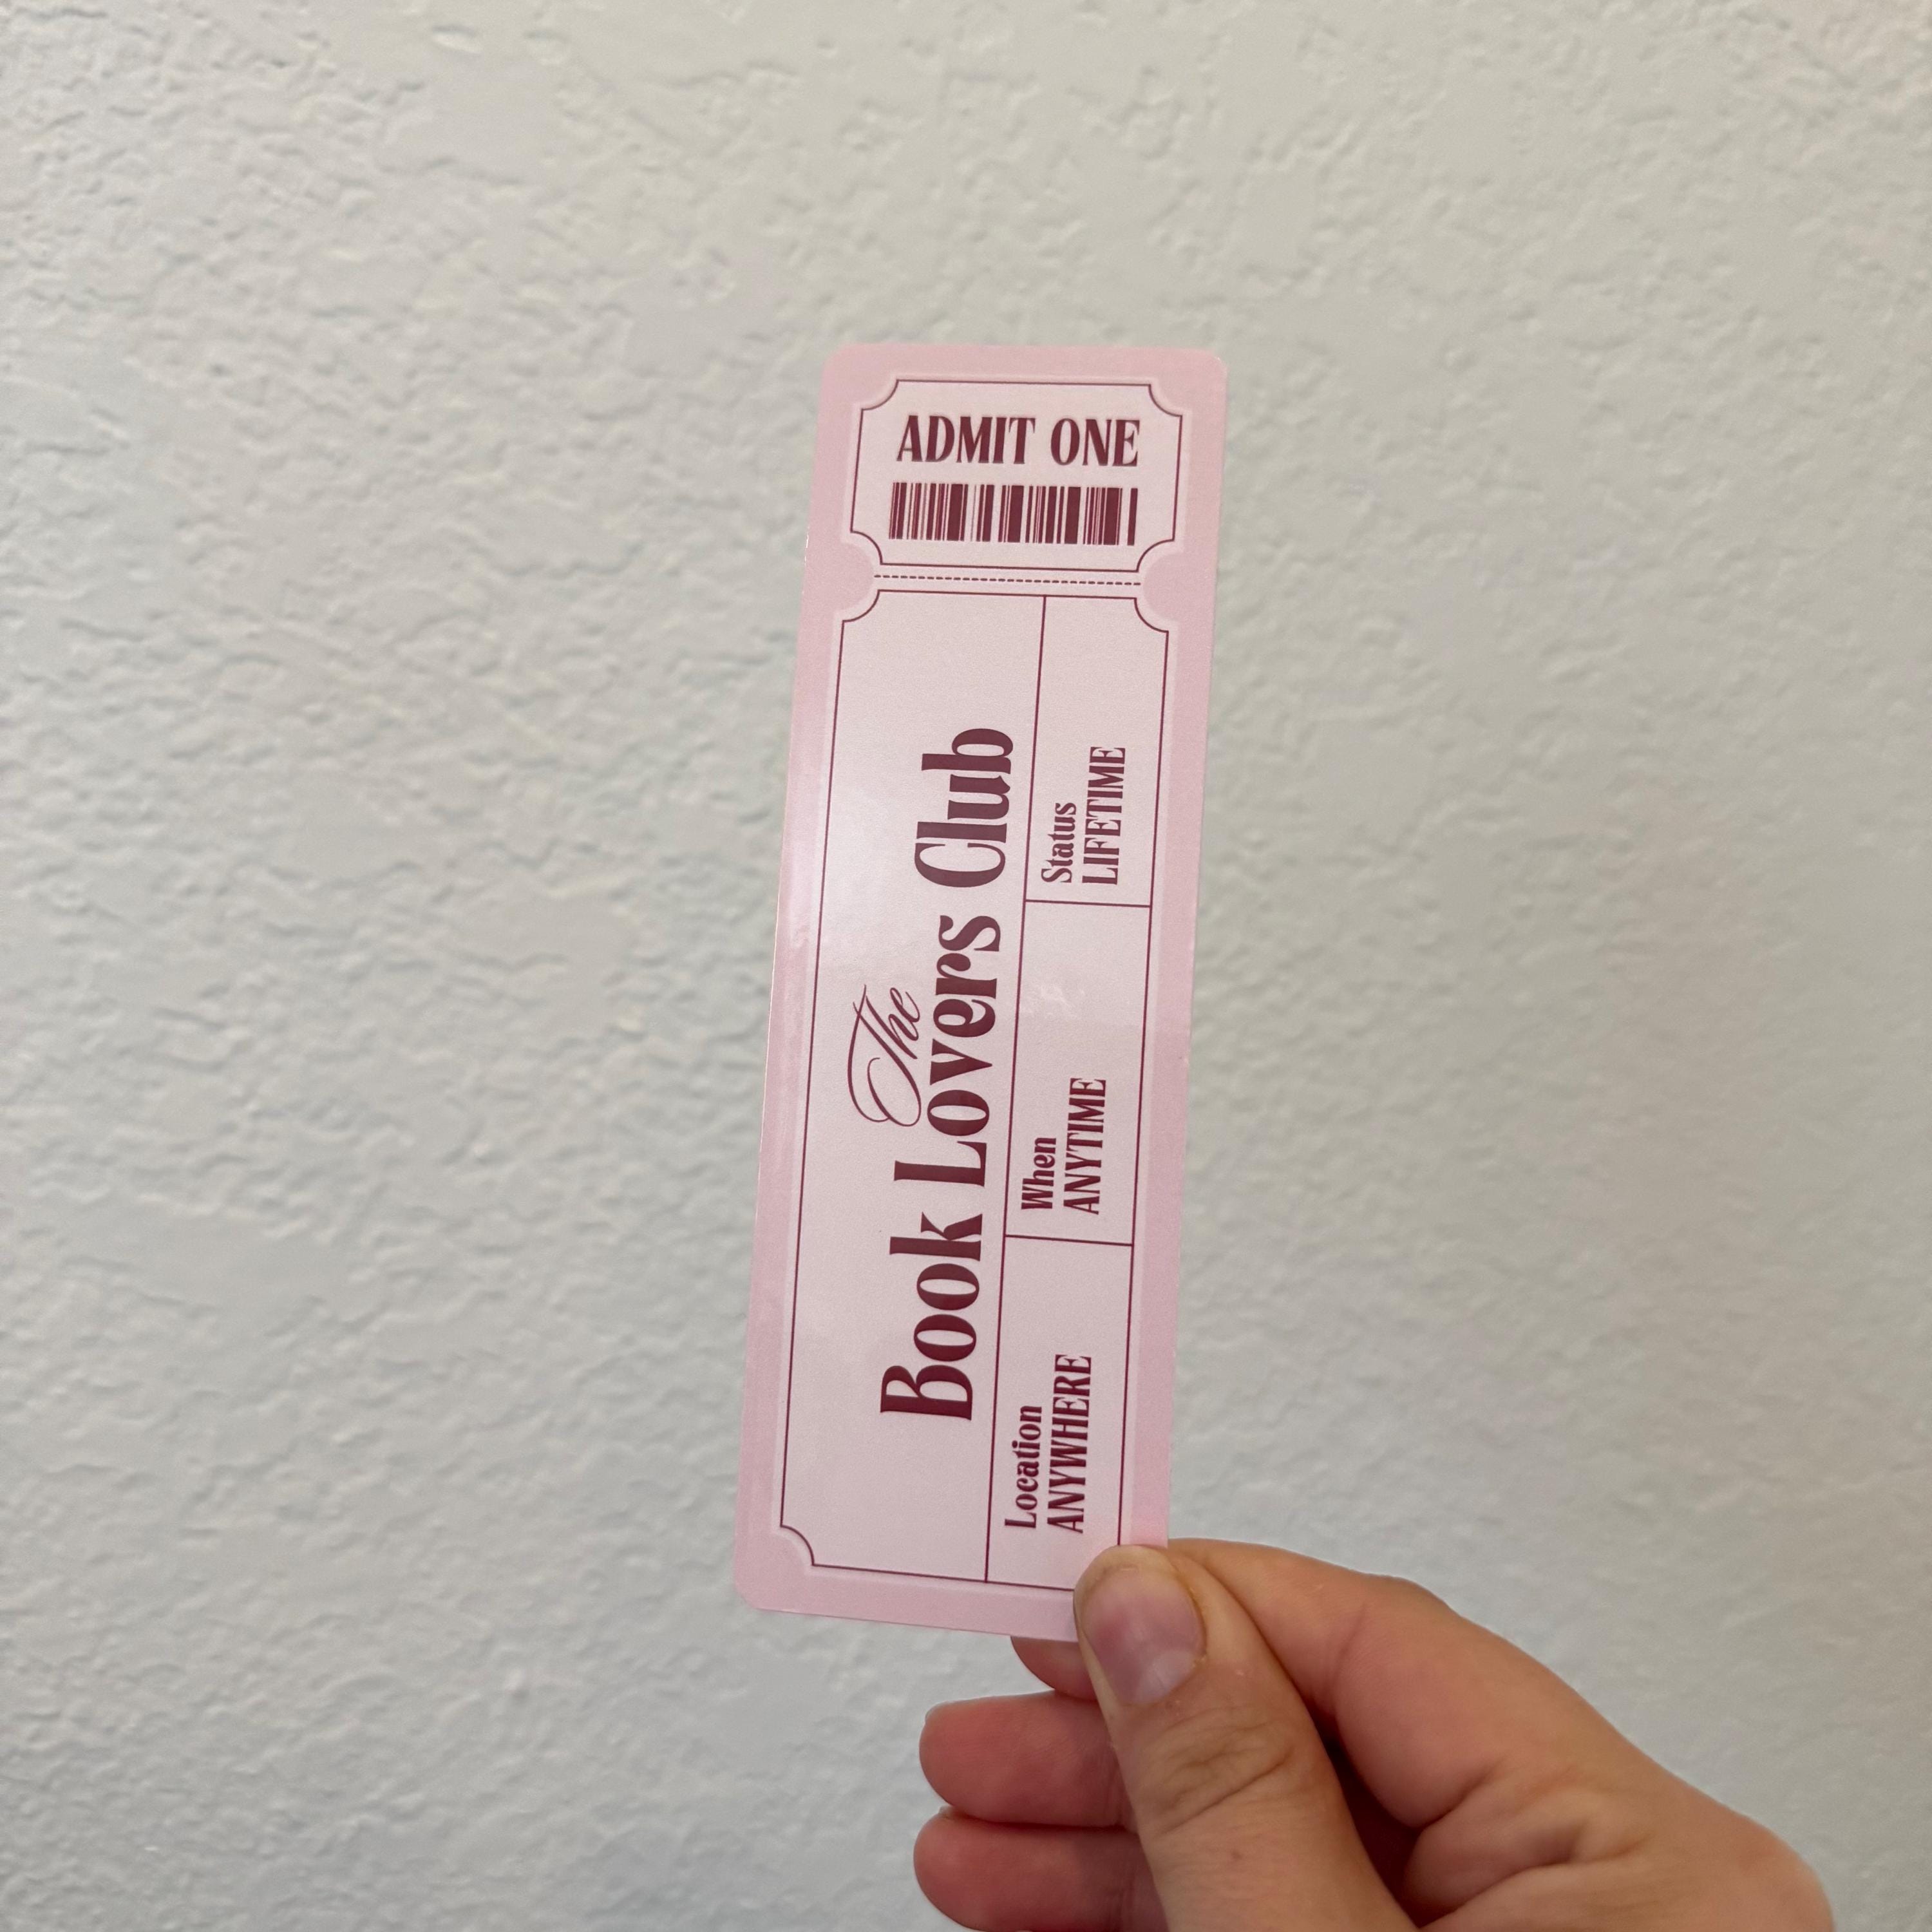 ADMIT ONE
The
Book Lovers Club
Location
ANYWHERE
When
ANYTIME
Status
LIFETIME